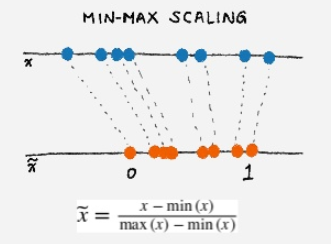 MIN-MAX SCALING
x
x̃
0 1
x̃ = x − min (x) / max (x) − min (x)